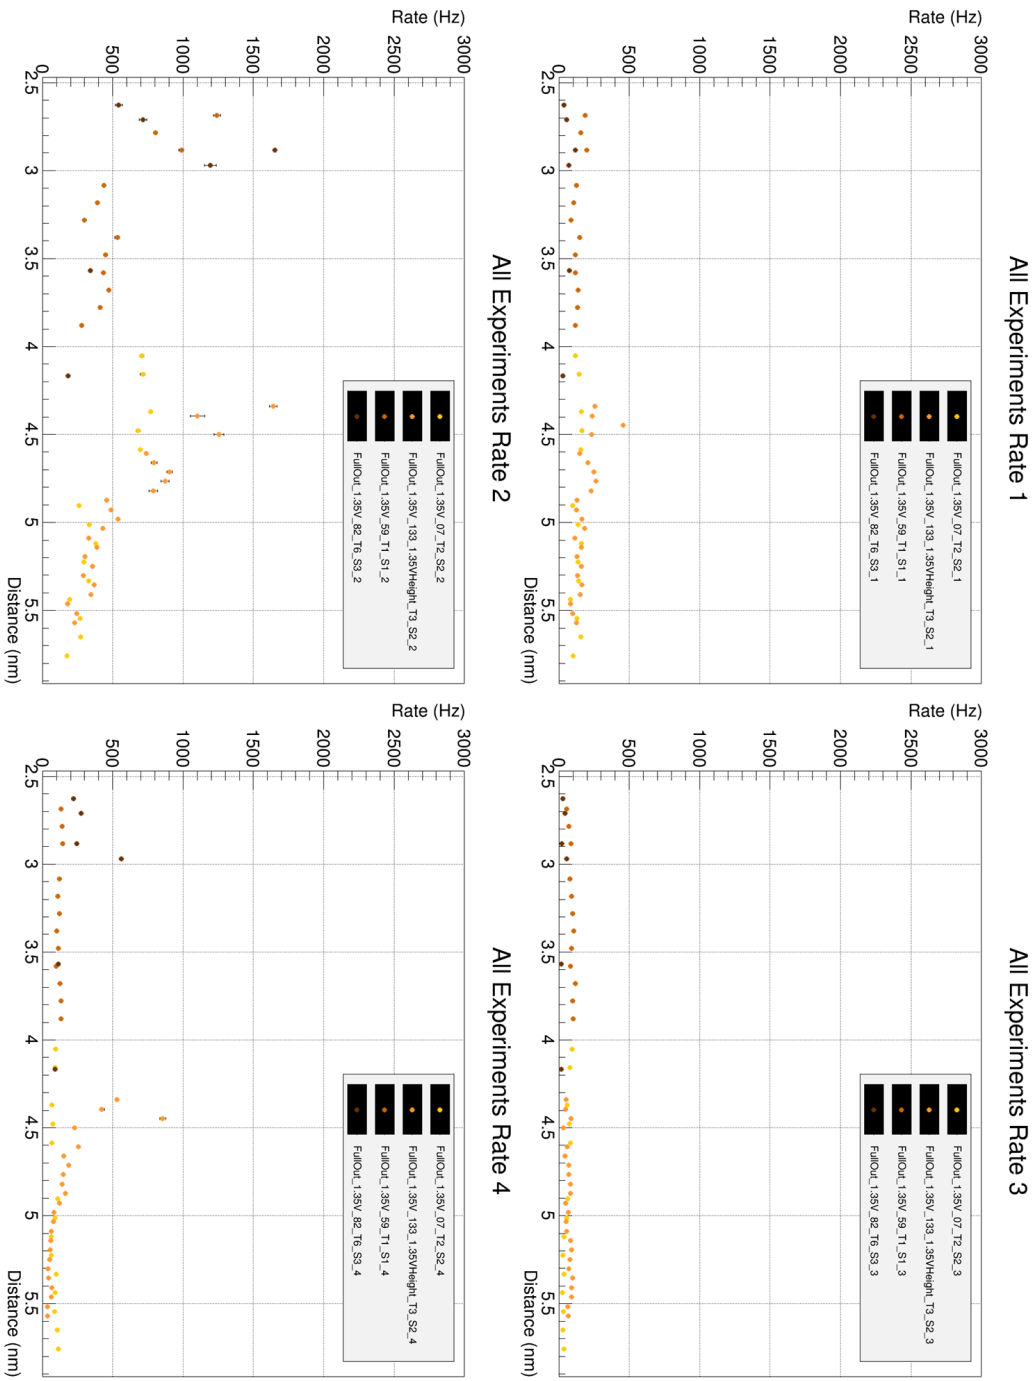 All Experiments Rate 1
Rate (Hz)
3000
2500
2000
1500
1000
500
0
2.5
3
3.5
4
4.5
5
5.5
Distance (nm)
FullOut_1.35V_07_T2_S2_1
FullOut_1.35V_133_1.35VHeight_T3_S2_1
FullOut_1.35V_59_T1_S1_1
FullOut_1.35V_82_T6_S3_1
All Experiments Rate 3
Rate (Hz)
3000
2500
2000
1500
1000
500
0
2.5
3
3.5
4
4.5
5
5.5
Distance (nm)
FullOut_1.35V_07_T2_S2_3
FullOut_1.35V_133_1.35VHeight_T3_S2_3
FullOut_1.35V_59_T1_S1_3
FullOut_1.35V_82_T6_S3_3
All Experiments Rate 2
Rate (Hz)
3000
2500
2000
1500
1000
500
0
2.5
3
3.5
4
4.5
5
5.5
Distance (nm)
FullOut_1.35V_07_T2_S2_2
FullOut_1.35V_133_1.35VHeight_T3_S2_2
FullOut_1.35V_59_T1_S1_2
FullOut_1.35V_82_T6_S3_2
All Experiments Rate 4
Rate (Hz)
3000
2500
2000
1500
1000
500
0
2.5
3
3.5
4
4.5
5
5.5
Distance (nm)
FullOut_1.35V_07_T2_S2_4
FullOut_1.35V_133_1.35VHeight_T3_S2_4
FullOut_1.35V_59_T1_S1_4
FullOut_1.35V_82_T6_S3_4